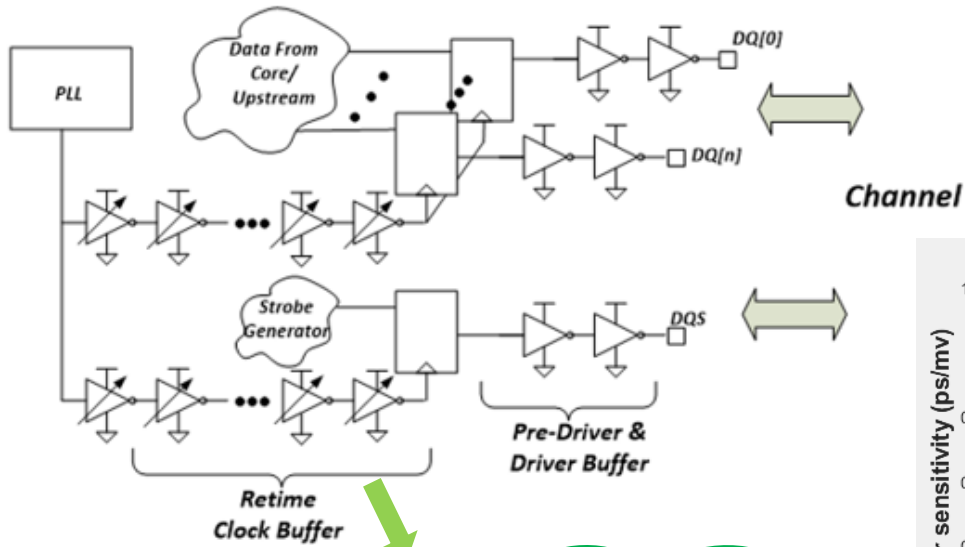 PLL
Data From
Core/
Upstream
DQ[0]
DQ[n]
Channel
Strobe
Generator
DQS
Pre-Driver &
Driver Buffer
Retime
Clock Buffer
sensitivity (ps/mv)